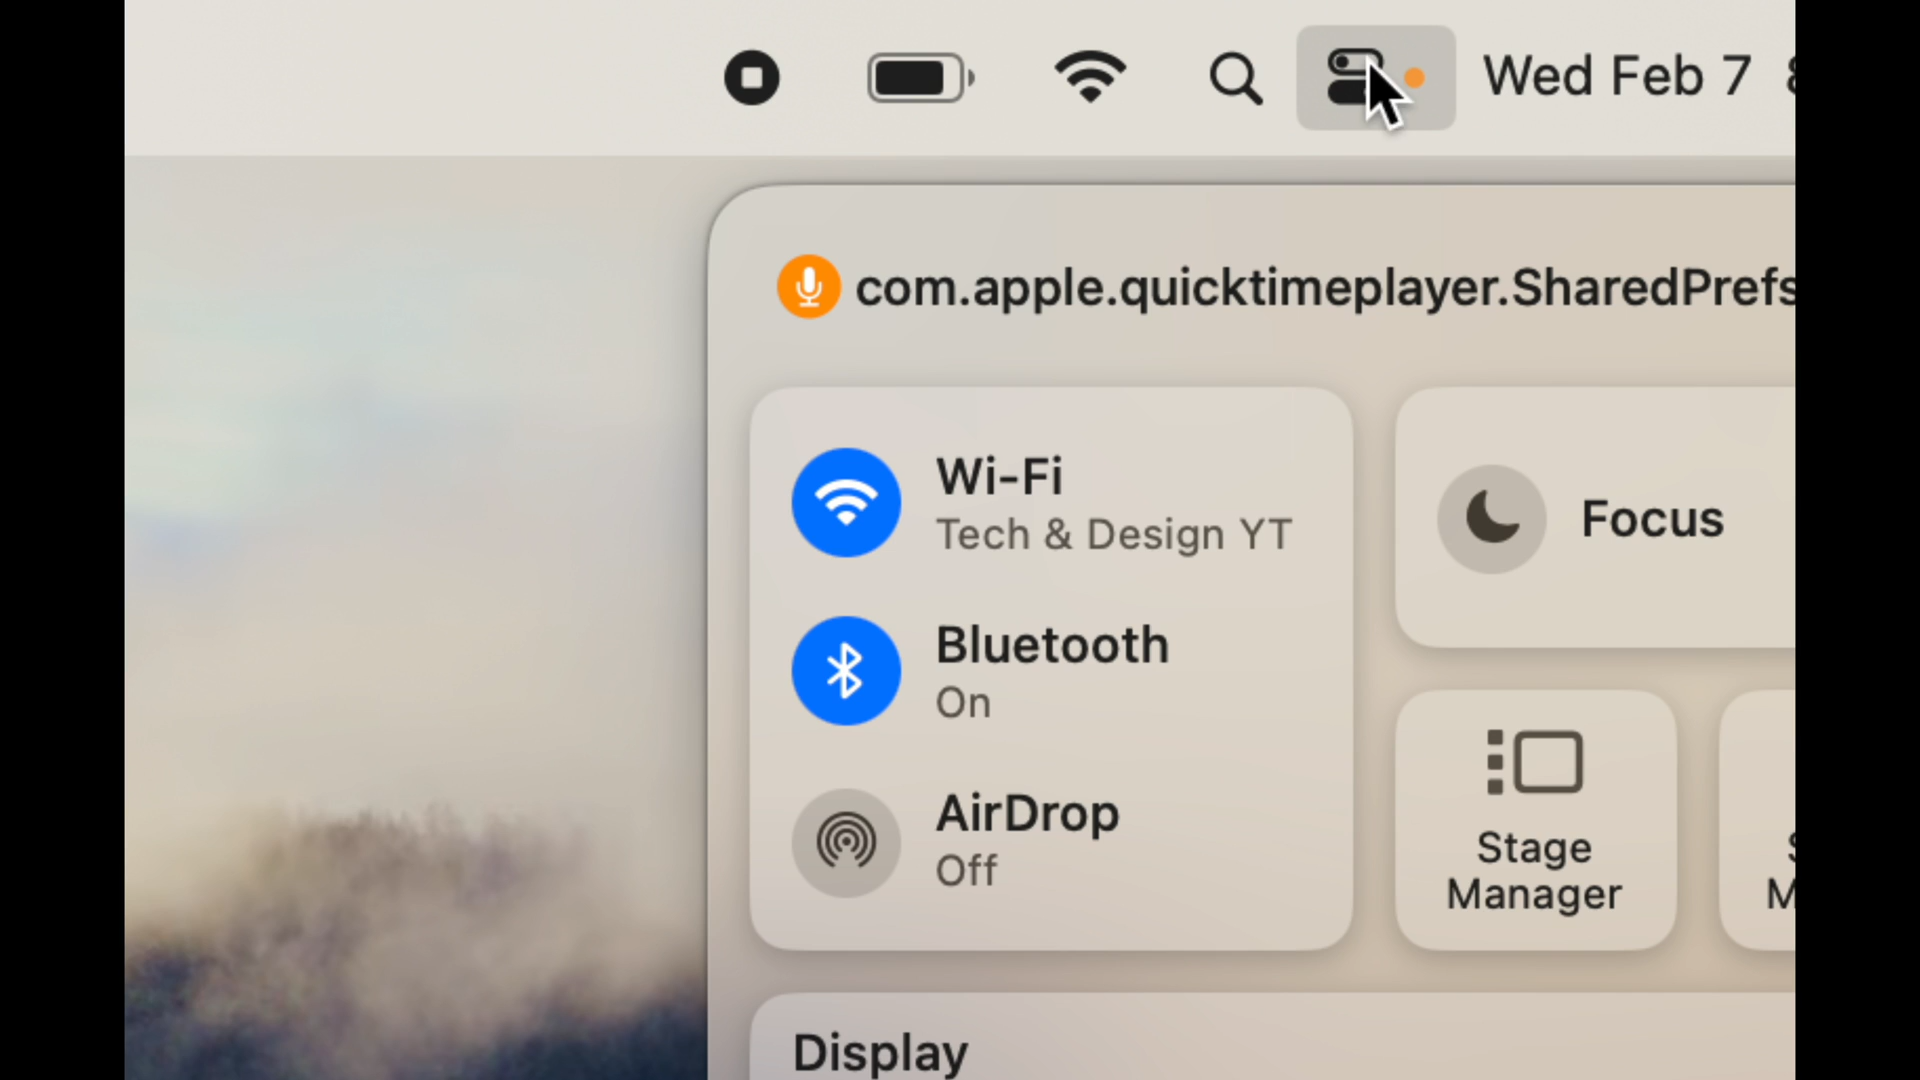 Wed Feb 7
com.apple.quicktimeplayer.SharedPrefs
Wi-Fi
Tech & Design YT
Bluetooth
On
AirDrop
Off
Focus
Stage
Manager
Display